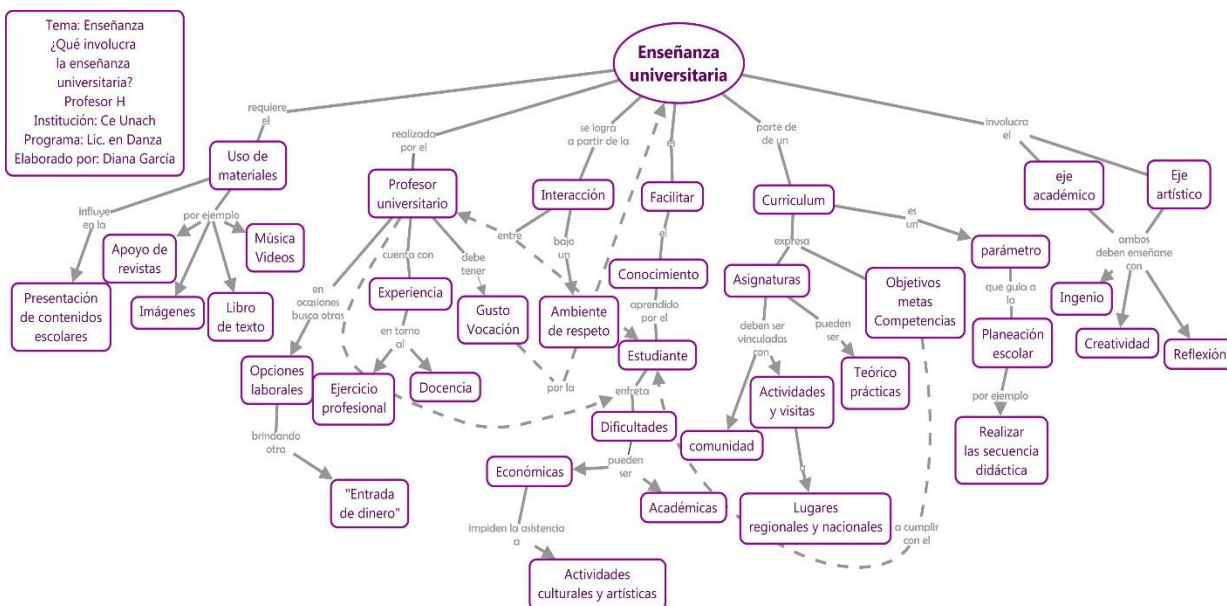 Tema: Enseñanza
¿Qué involucra
la enseñanza
universitaria?
Profesor H
Institución: Ce Unach
Programa: Lic. en Danza
Elaborado por: Diana García
Enseñanza
universitaria
requiere
el
realizada
por el
se logra
a partir de la
es
parte de
de un
involucra
el
Uso de
materiales
Profesor
universitario
Interacción
Facilitar
Curriculum
eje
académico
Eje
artístico
influye
en la
por ejemplo
Apoyo de
revistas
Música
Videos
Presentación
de contenidos
escolares
Imágenes
Libro
de texto
en
ocasiones
busca otras
cuenta con
debe
tener
Experiencia
Gusto
Vocación
entre
bajo
un
Ambiente
de respeto
el
Conocimiento
aprendido
por el
Estudiante
expresa
es
un
Asignaturas
Objetivos
metas
Competencias
parámetro
que guía a
la
Planeación
escolar
ambos
deben enseñarse
con
Ingenio
Creatividad
Reflexión
Opciones
laborales
en torno
al
Ejercicio
profesional
Docencia
por la
enfreta
Dificultades
deben ser
vinculadas
con
pueden
ser
Teórico
prácticas
Actividades
y visitas
comunidad
por ejemplo
Realizar
las secuencia
didáctica
brindando
otra
"Entrada
de dinero"
pueden
ser
Económicas
Académicas
a
Lugares
regionales y nacionales
a cumplir
con el
impiden la asistencia
a
Actividades
culturales y artísticas